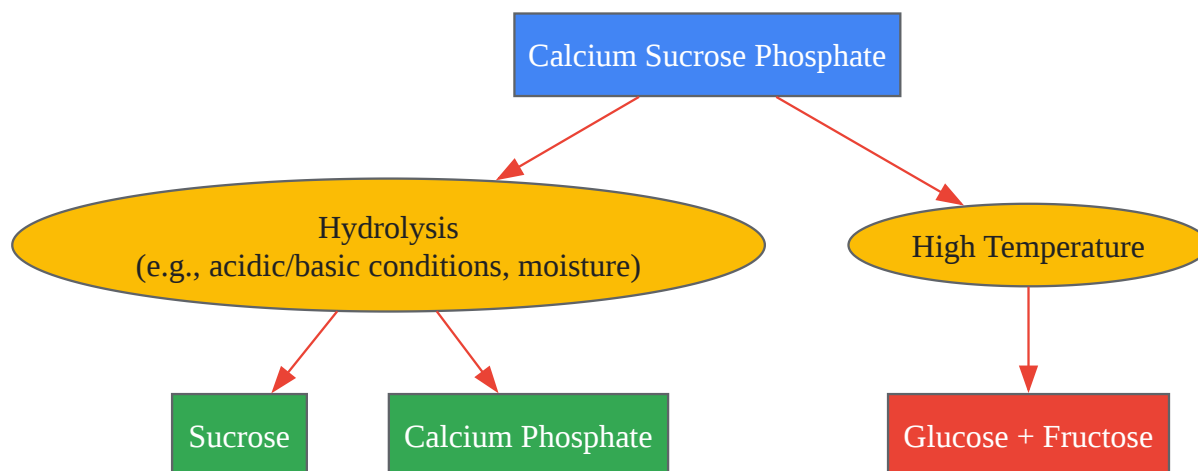 Calcium Sucrose Phosphate
Hydrolysis
(e.g., acidic/basic conditions, moisture)
High Temperature
Sucrose
Calcium Phosphate
Glucose + Fructose